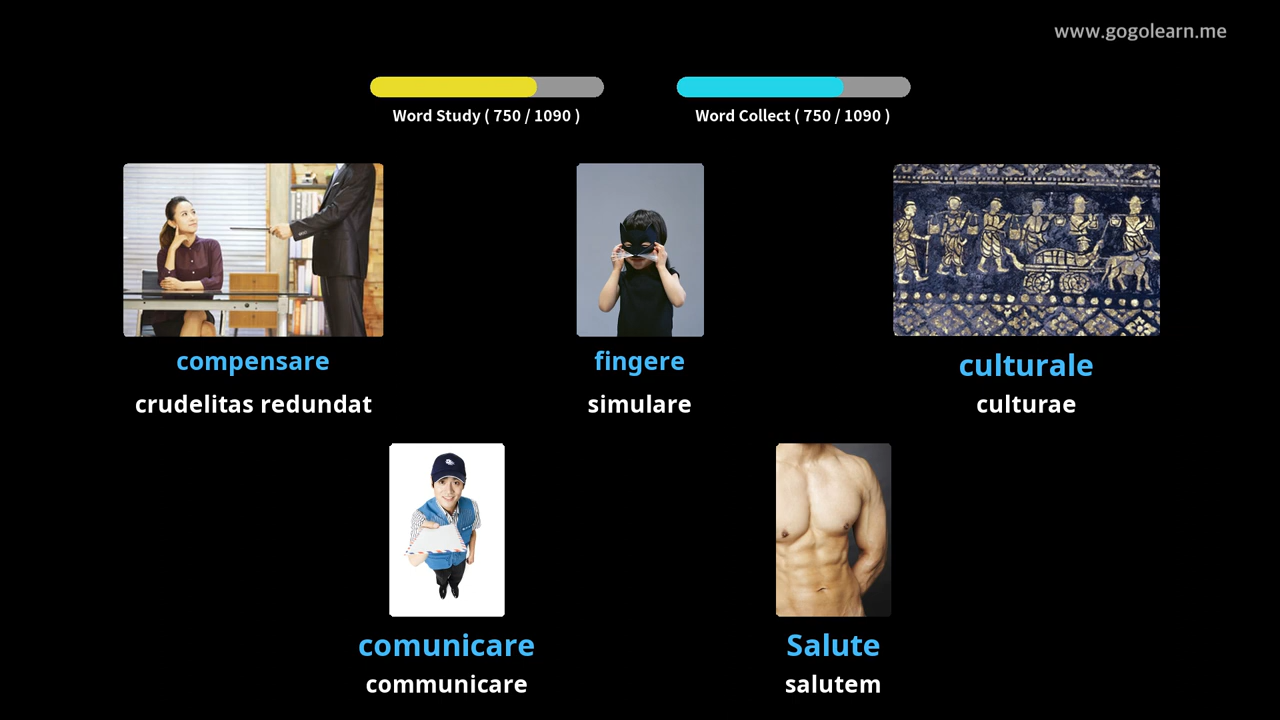 www.gogolearn.me
Word Study ( 750 / 1090 )
Word Collect ( 750 / 1090 )
compensare
crudelitas redundat
fingere
simulare
culturale
culturae
comunicare
communicare
Salute
salutem